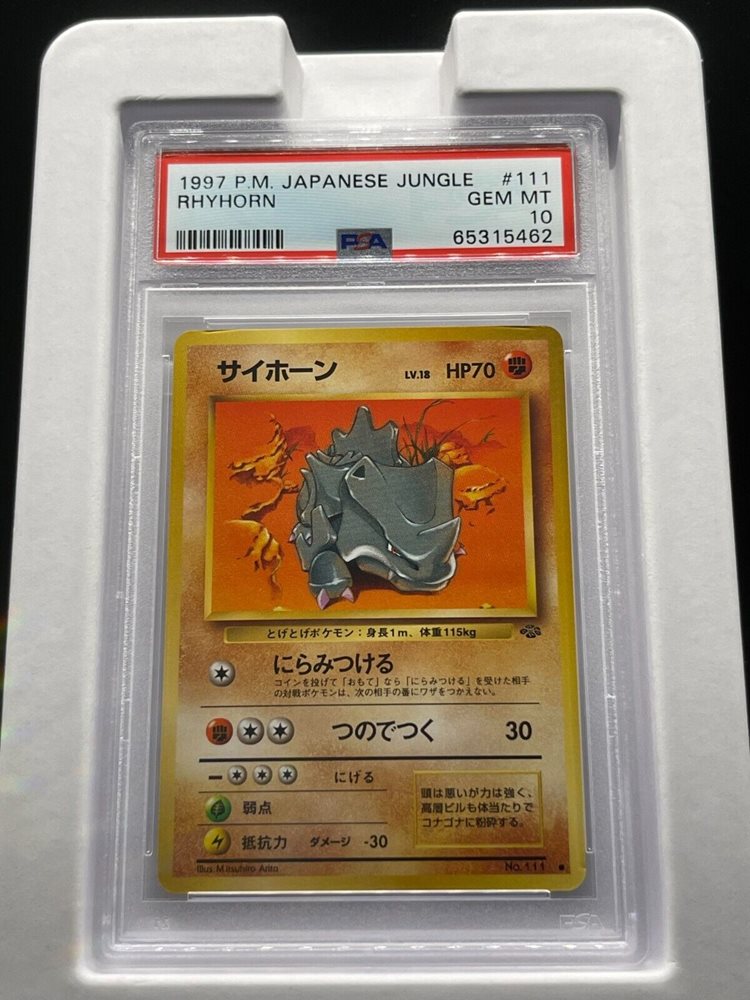 1997 P.M. JAPANESE JUNGLE #111
RHYHORN GEM MT
10
PSA 65315462
サイホーン LV.18 HP70
とげとげポケモン：身長1m、体重115kg
にらみつける
コインを投げて「おもて」なら「にらみつける」を受けた相手
の対戦ポケモンは、次の相手の番にワザをつかえない。
つのでつく 30
にげる
弱点
抵抗力 ダメージ -30
頭は悪いが力は強く、
高層ビルも体当たりで
コナゴナに粉砕する。
Illus Mitsuhiro Arita No. 111
PSA